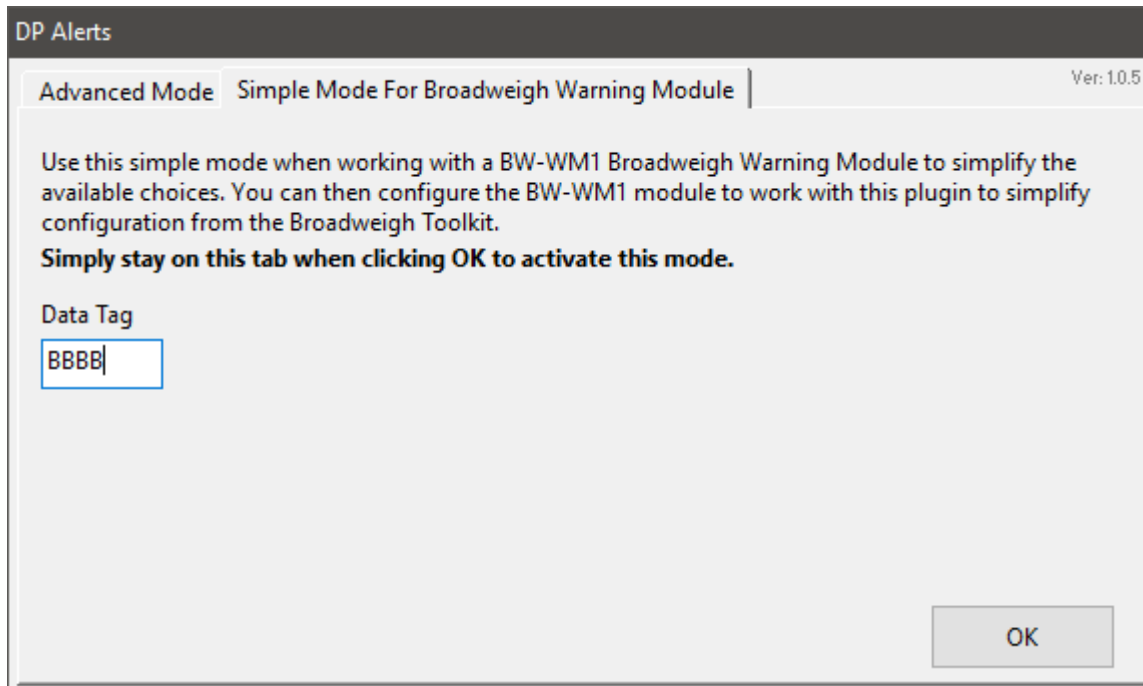 DP Alerts
Advanced Mode
Simple Mode For Broadweigh Warning Module
Ver: 1.0.5
Use this simple mode when working with a BW-WM1 Broadweigh Warning Module to simplify the
available choices. You can then configure the BW-WM1 module to work with this plugin to simplify
configuration from the Broadweigh Toolkit.
Simply stay on this tab when clicking OK to activate this mode.
Data Tag
BBBB
OK